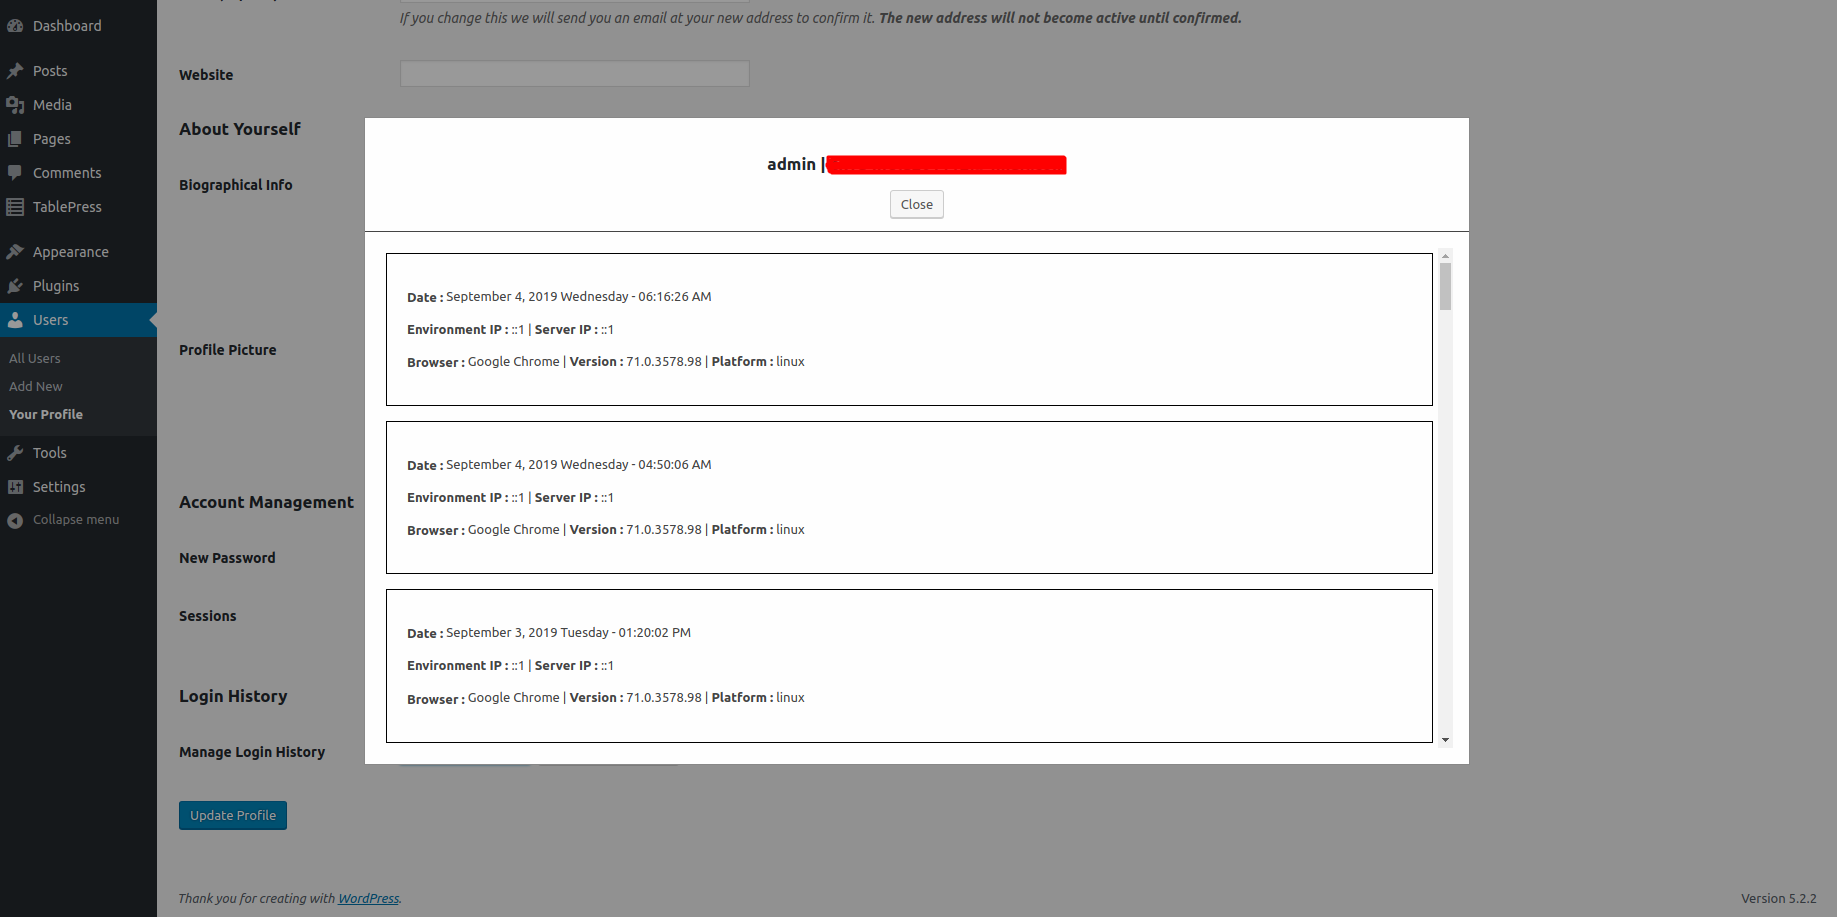 Dashboard
Posts
Media
Pages
Comments
TablePress
Appearance
Plugins
Users
All Users
Add New
Your Profile
Tools
Settings
Collapse menu
If you change this we will send you an email at your new address to confirm it. The new address will not become active until confirmed.
Website
About Yourself
Biographical Info
Profile Picture
Account Management
New Password
Sessions
Login History
Manage Login History
Update Profile
admin |
Close
Date : September 4, 2019 Wednesday - 06:16:26 AM
Environment IP : ::1 | Server IP : ::1
Browser : Google Chrome | Version : 71.0.3578.98 | Platform : linux
Date : September 4, 2019 Wednesday - 04:50:06 AM
Environment IP : ::1 | Server IP : ::1
Browser : Google Chrome | Version : 71.0.3578.98 | Platform : linux
Date : September 3, 2019 Tuesday - 01:20:02 PM
Environment IP : ::1 | Server IP : ::1
Browser : Google Chrome | Version : 71.0.3578.98 | Platform : linux
Thank you for creating with WordPress.
Version 5.2.2